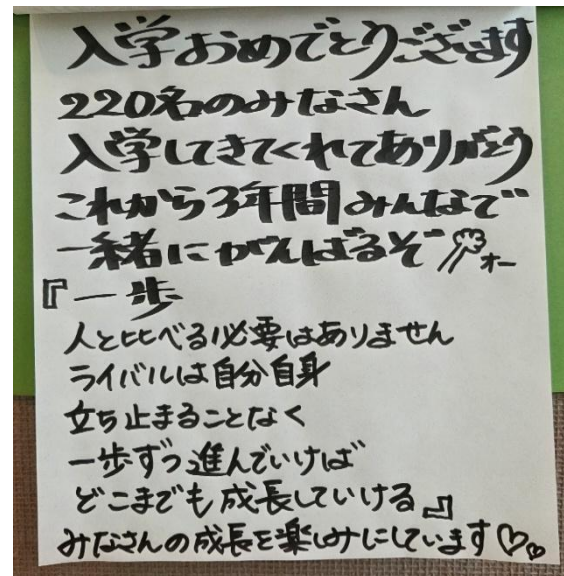 入学おめでとうございます
220名のみなさん
入学してきてくれてありがとう
これから3年間みんなで
一緒にがんばるぞ オー
『一歩
人と比べる必要はありません
ライバルは自分自身
立ち止まることなく
一歩ずつ進んでいけば
どこまでも成長していける』
みなさんの成長を楽しみにしています♡♡